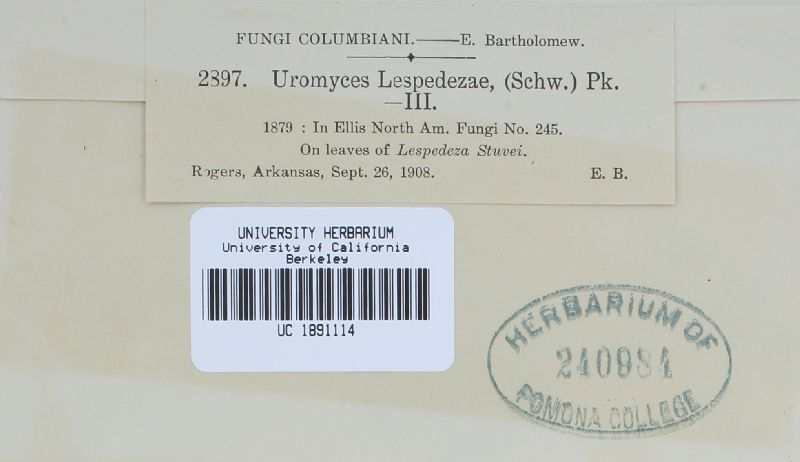 FUNGI COLUMBIANI.—E. Bartholomew.
2897. Uromyces Lespedezae, (Schw.) Pk.
—III.
1879 : In Ellis North Am. Fungi No. 245.
On leaves of Lespedeza Stuvei.
Rogers, Arkansas, Sept. 26, 1908. E. B.
UNIVERSITY HERBARIUM
University of California
Berkeley
UC 1891114
HERBARIUM OF
240984
POMONA COLLEGE